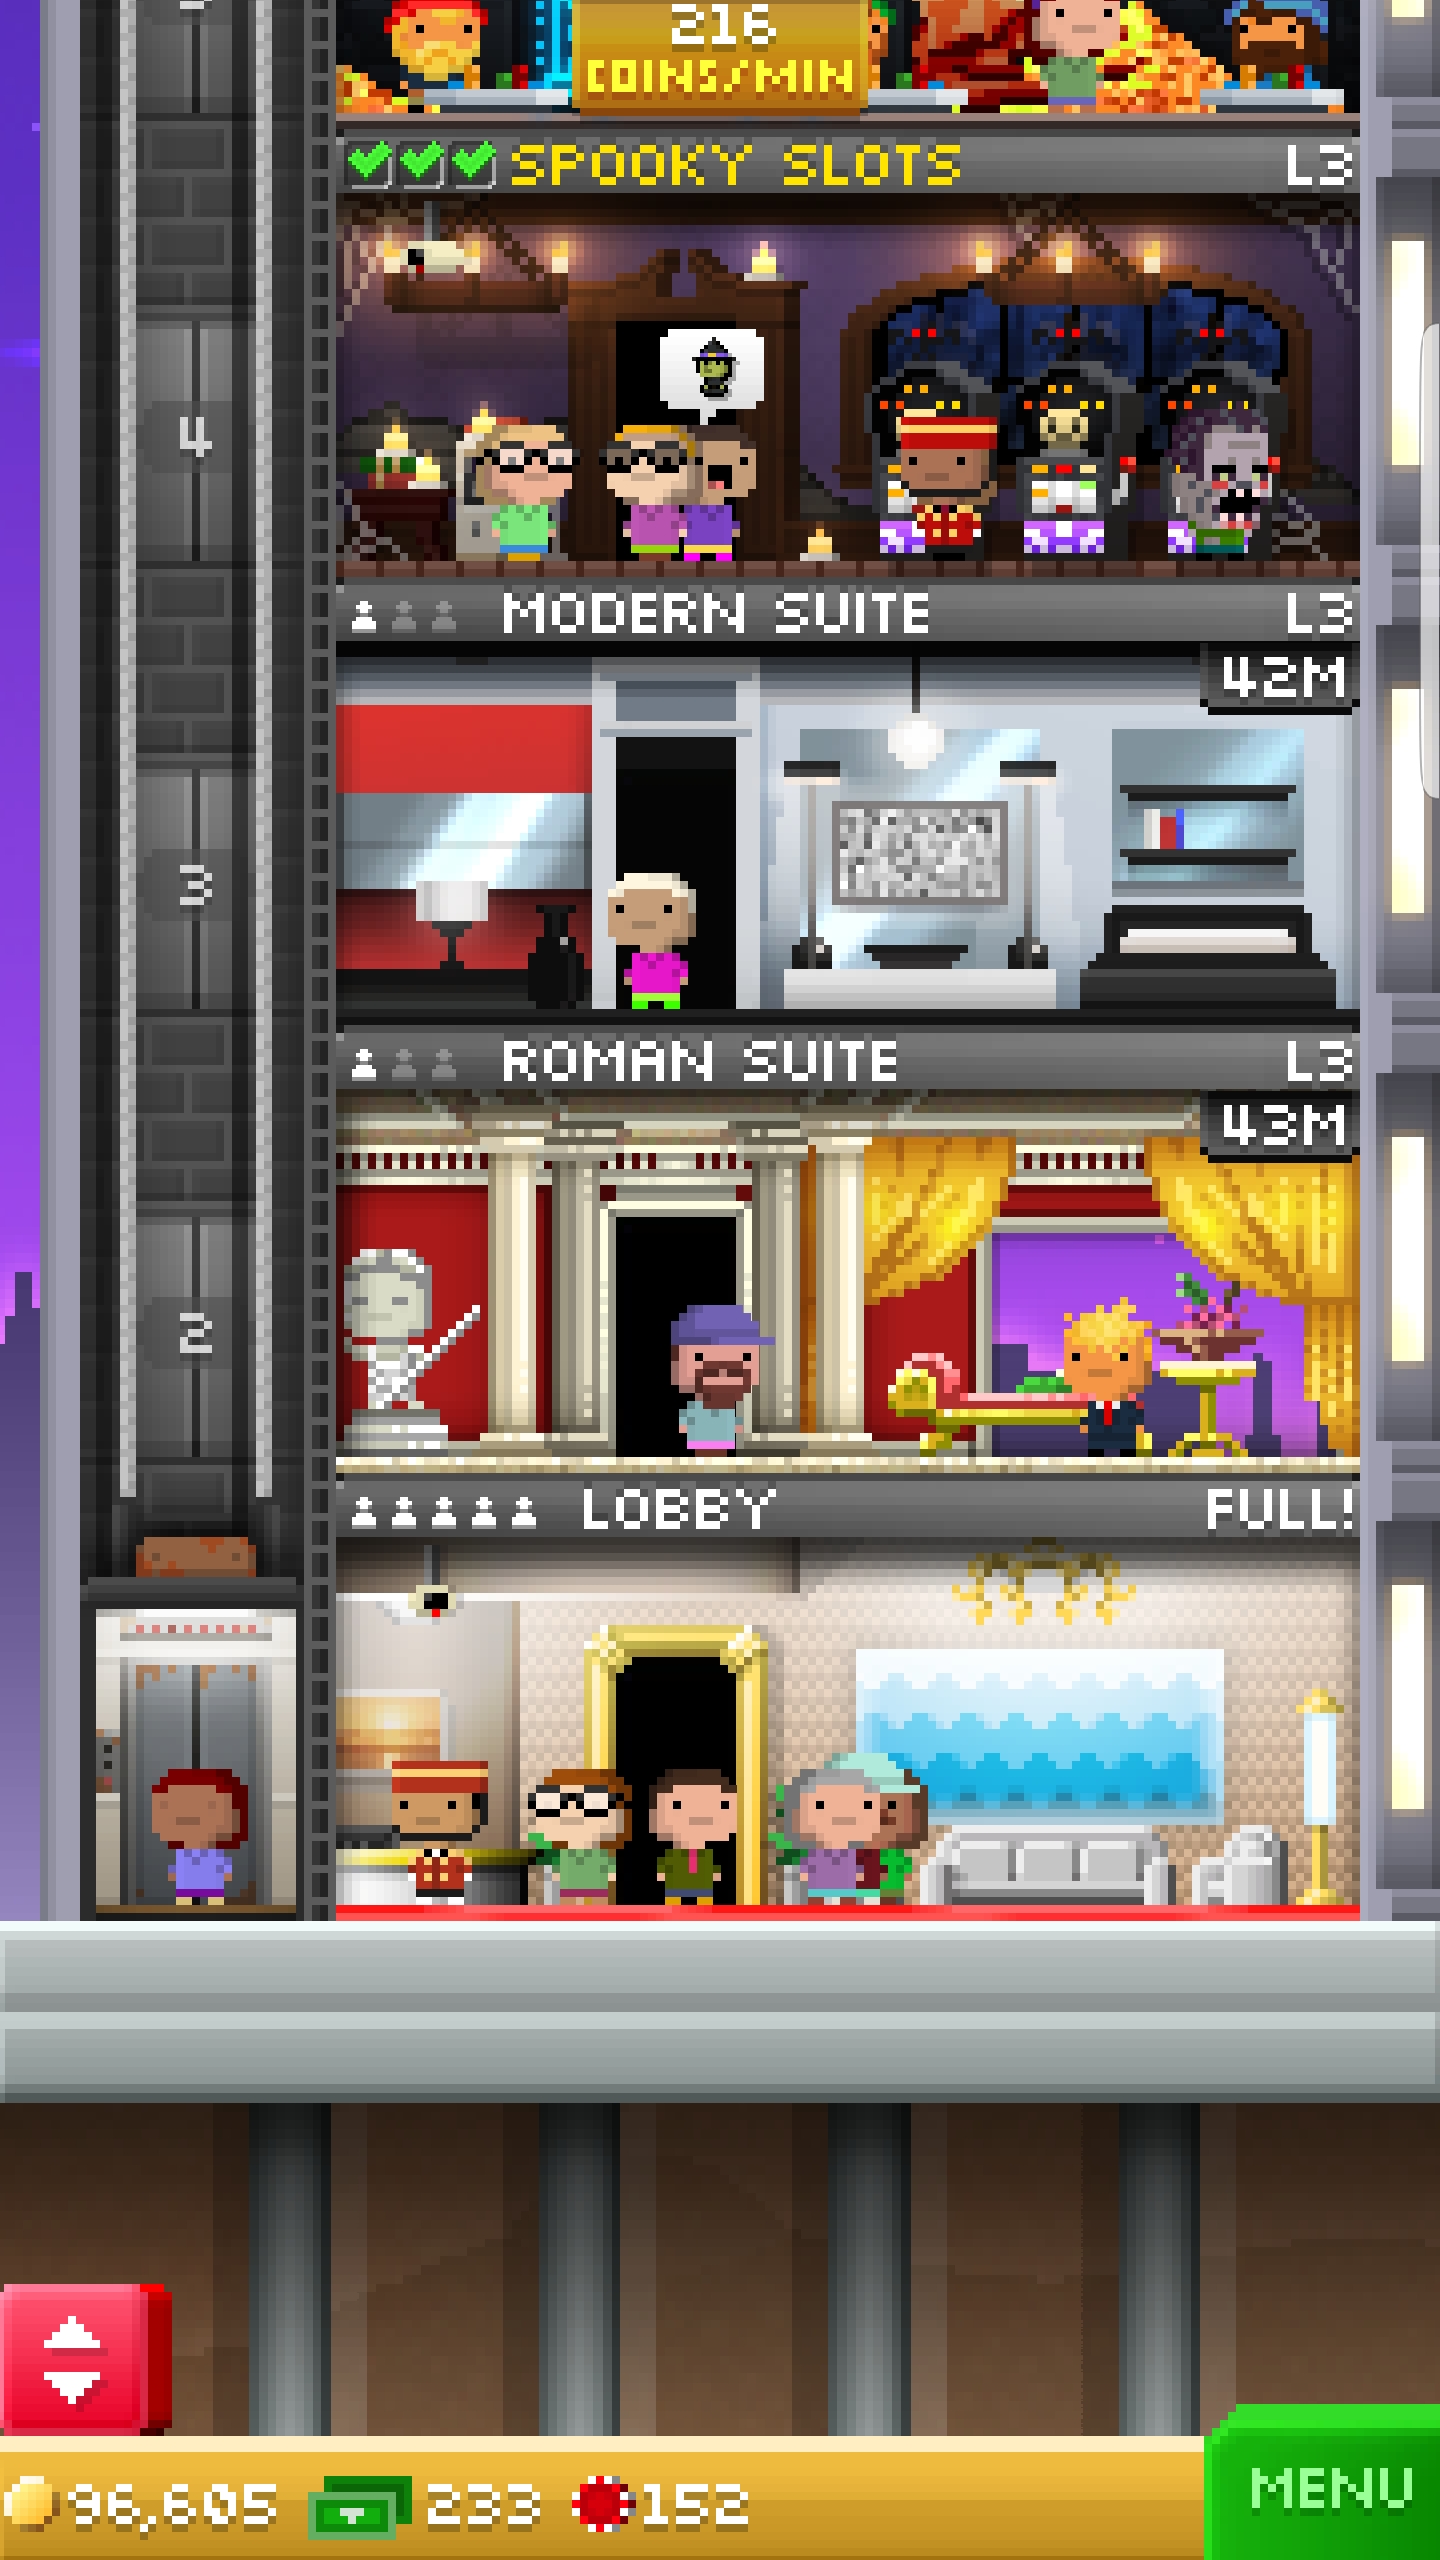 216
COINS/MIN
SPOOKY SLOTS L3
4
MODERN SUITE L3
42M
3
ROMAN SUITE L3
43M
2
LOBBY FULL!
MENU
96,605 233 152